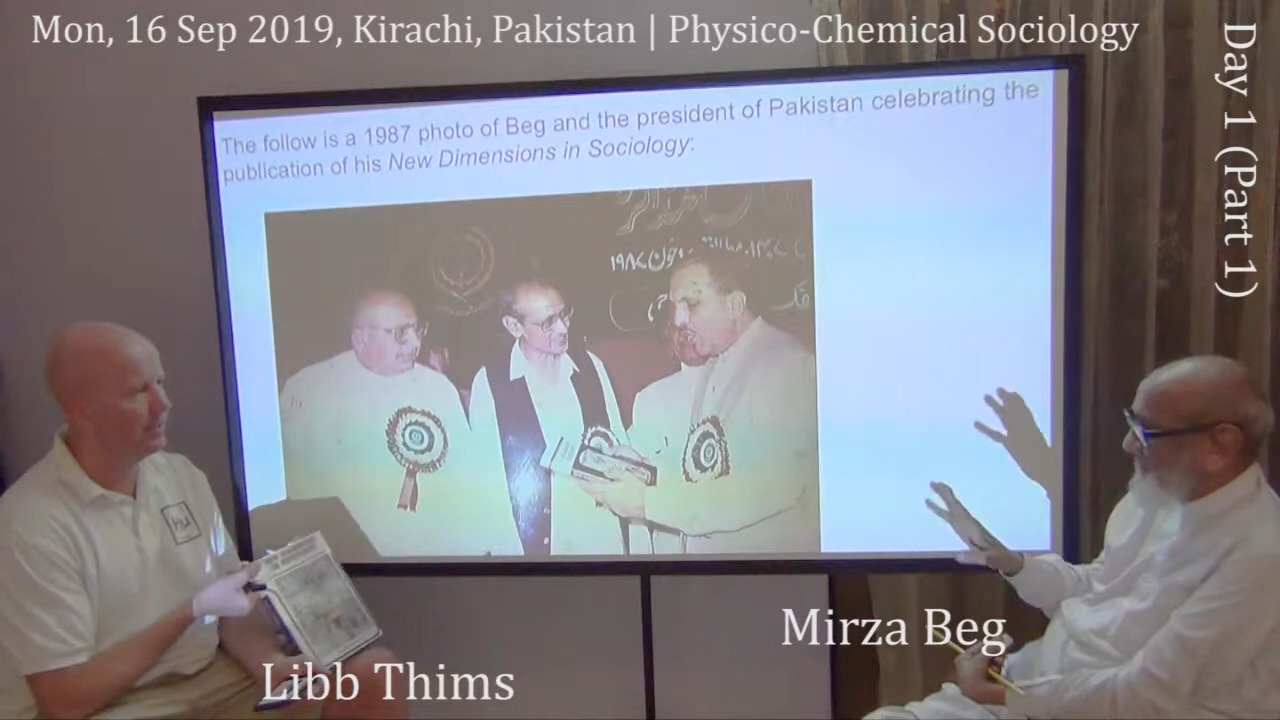 Mon, 16 Sep 2019, Kirachi, Pakistan | Physico-Chemical Sociology
Day 1 (Part 1)
The follow is a 1987 photo of Beg and the president of Pakistan celebrating the
publication of his New Dimensions in Sociology:
۱۹۸۷
Mirza Beg
Libb Thims